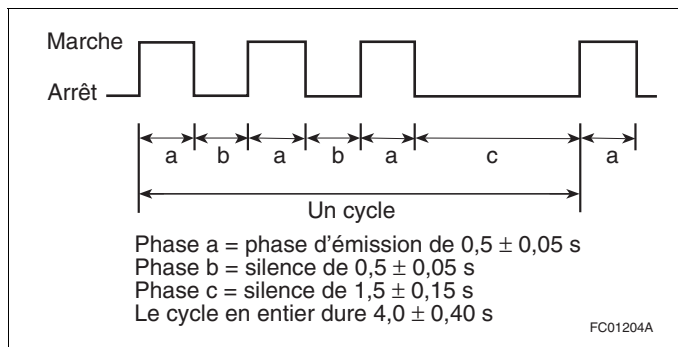 Marche
Arrêt
a b a b a c a
Un cycle
Phase a = phase d'émission de 0,5 ± 0,05 s
Phase b = silence de 0,5 ± 0,05 s
Phase c = silence de 1,5 ± 0,15 s
Le cycle en entier dure 4,0 ± 0,40 s
FC01204A